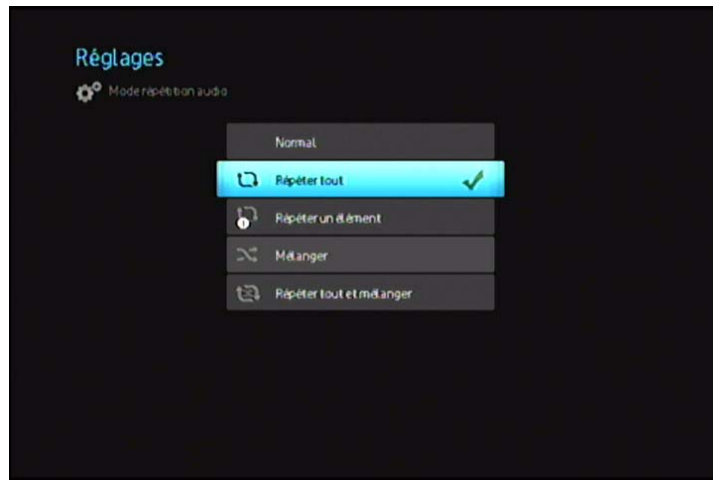 Réglages
Mode répétition audio
Normal
Répéter tout
Répéter un élément
Mélanger
Répéter tout et mélanger